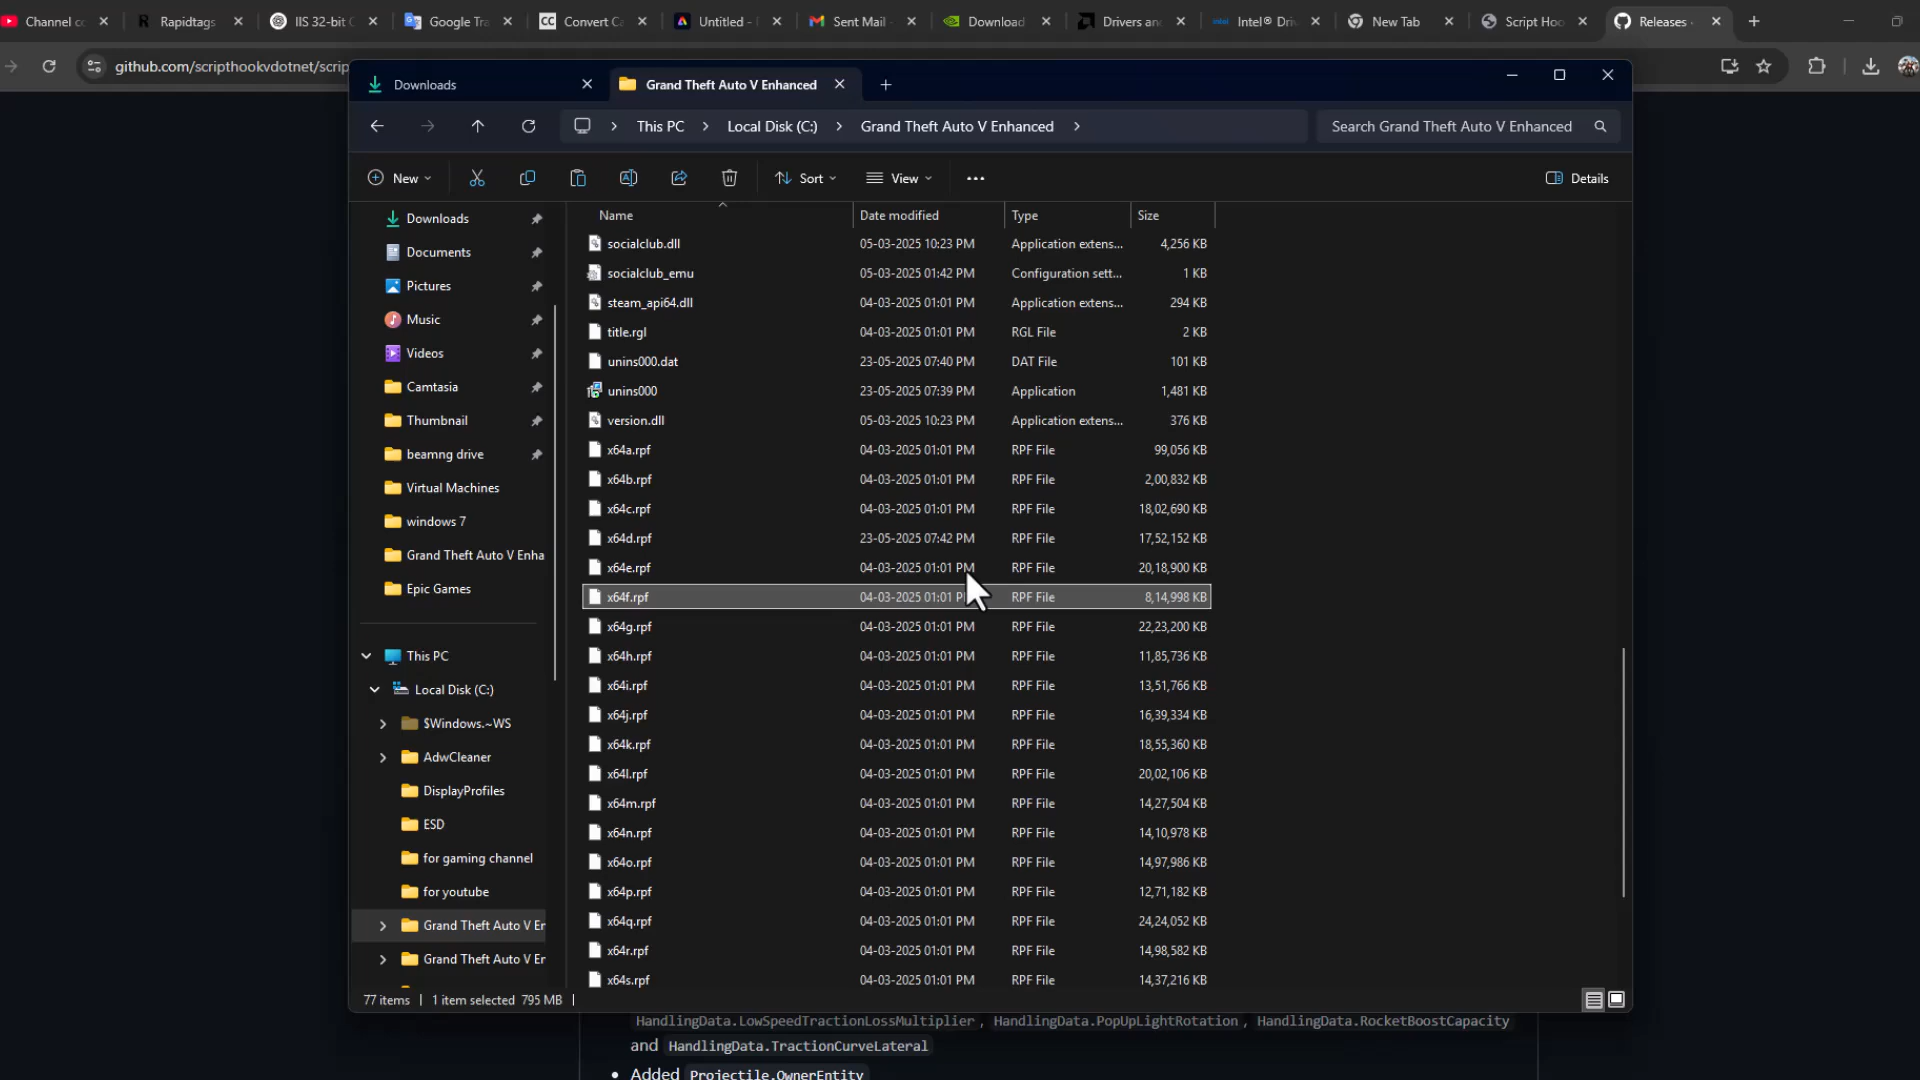 Channel co
Rapidtags
IIS 32-bit C
Google Tra
CC Convert Ca
Untitled -
Sent Mail -
Download
Drivers and
intel Intel® Dri
New Tab
Script Hoo
Releases ·
github.com/scripthookvdotnet/scrip
Downloads
Grand Theft Auto V Enhanced
This PC > Local Disk (C:) > Grand Theft Auto V Enhanced >
Search Grand Theft Auto V Enhanced
New
Sort
View
Details
Downloads
Documents
Pictures
Music
Videos
Camtasia
Thumbnail
beamng drive
Virtual Machines
windows 7
Grand Theft Auto V Enha
Epic Games
This PC
Local Disk (C:)
$Windows.~WS
AdwCleaner
DisplayProfiles
ESD
for gaming channel
for youtube
Grand Theft Auto V Er
Grand Theft Auto V Er
Name Date modified Type Size
socialclub.dll 05-03-2025 10:23 PM Application extens... 4,256 KB
socialclub_emu 05-03-2025 01:42 PM Configuration sett... 1 KB
steam_api64.dll 04-03-2025 01:01 PM Application extens... 294 KB
title.rgl 04-03-2025 01:01 PM RGL File 2 KB
unins000.dat 23-05-2025 07:40 PM DAT File 101 KB
unins000 23-05-2025 07:39 PM Application 1,481 KB
version.dll 05-03-2025 10:23 PM Application extens... 376 KB
x64a.rpf 04-03-2025 01:01 PM RPF File 99,056 KB
x64b.rpf 04-03-2025 01:01 PM RPF File 2,00,832 KB
x64c.rpf 04-03-2025 01:01 PM RPF File 18,02,690 KB
x64d.rpf 23-05-2025 07:42 PM RPF File 17,52,152 KB
x64e.rpf 04-03-2025 01:01 PM RPF File 20,18,900 KB
x64f.rpf 04-03-2025 01:01 P RPF File 8,14,998 KB
x64g.rpf 04-03-2025 01:01 PM RPF File 22,23,200 KB
x64h.rpf 04-03-2025 01:01 PM RPF File 11,85,736 KB
x64i.rpf 04-03-2025 01:01 PM RPF File 13,51,766 KB
x64j.rpf 04-03-2025 01:01 PM RPF File 16,39,334 KB
x64k.rpf 04-03-2025 01:01 PM RPF File 18,55,360 KB
x64l.rpf 04-03-2025 01:01 PM RPF File 20,02,106 KB
x64m.rpf 04-03-2025 01:01 PM RPF File 14,27,504 KB
x64n.rpf 04-03-2025 01:01 PM RPF File 14,10,978 KB
x64o.rpf 04-03-2025 01:01 PM RPF File 14,97,986 KB
x64p.rpf 04-03-2025 01:01 PM RPF File 12,71,182 KB
x64q.rpf 04-03-2025 01:01 PM RPF File 24,24,052 KB
x64r.rpf 04-03-2025 01:01 PM RPF File 14,98,582 KB
x64s.rpf 04-03-2025 01:01 PM RPF File 14,37,216 KB
77 items | 1 item selected 795 MB |
HandlingData.LowSpeedTractionLossMultiplier , HandlingData.PopUpLightRotation , HandlingData.RocketBoostCapacity
and HandlingData.TractionCurveLateral
• Added Projectile.OwnerEntity